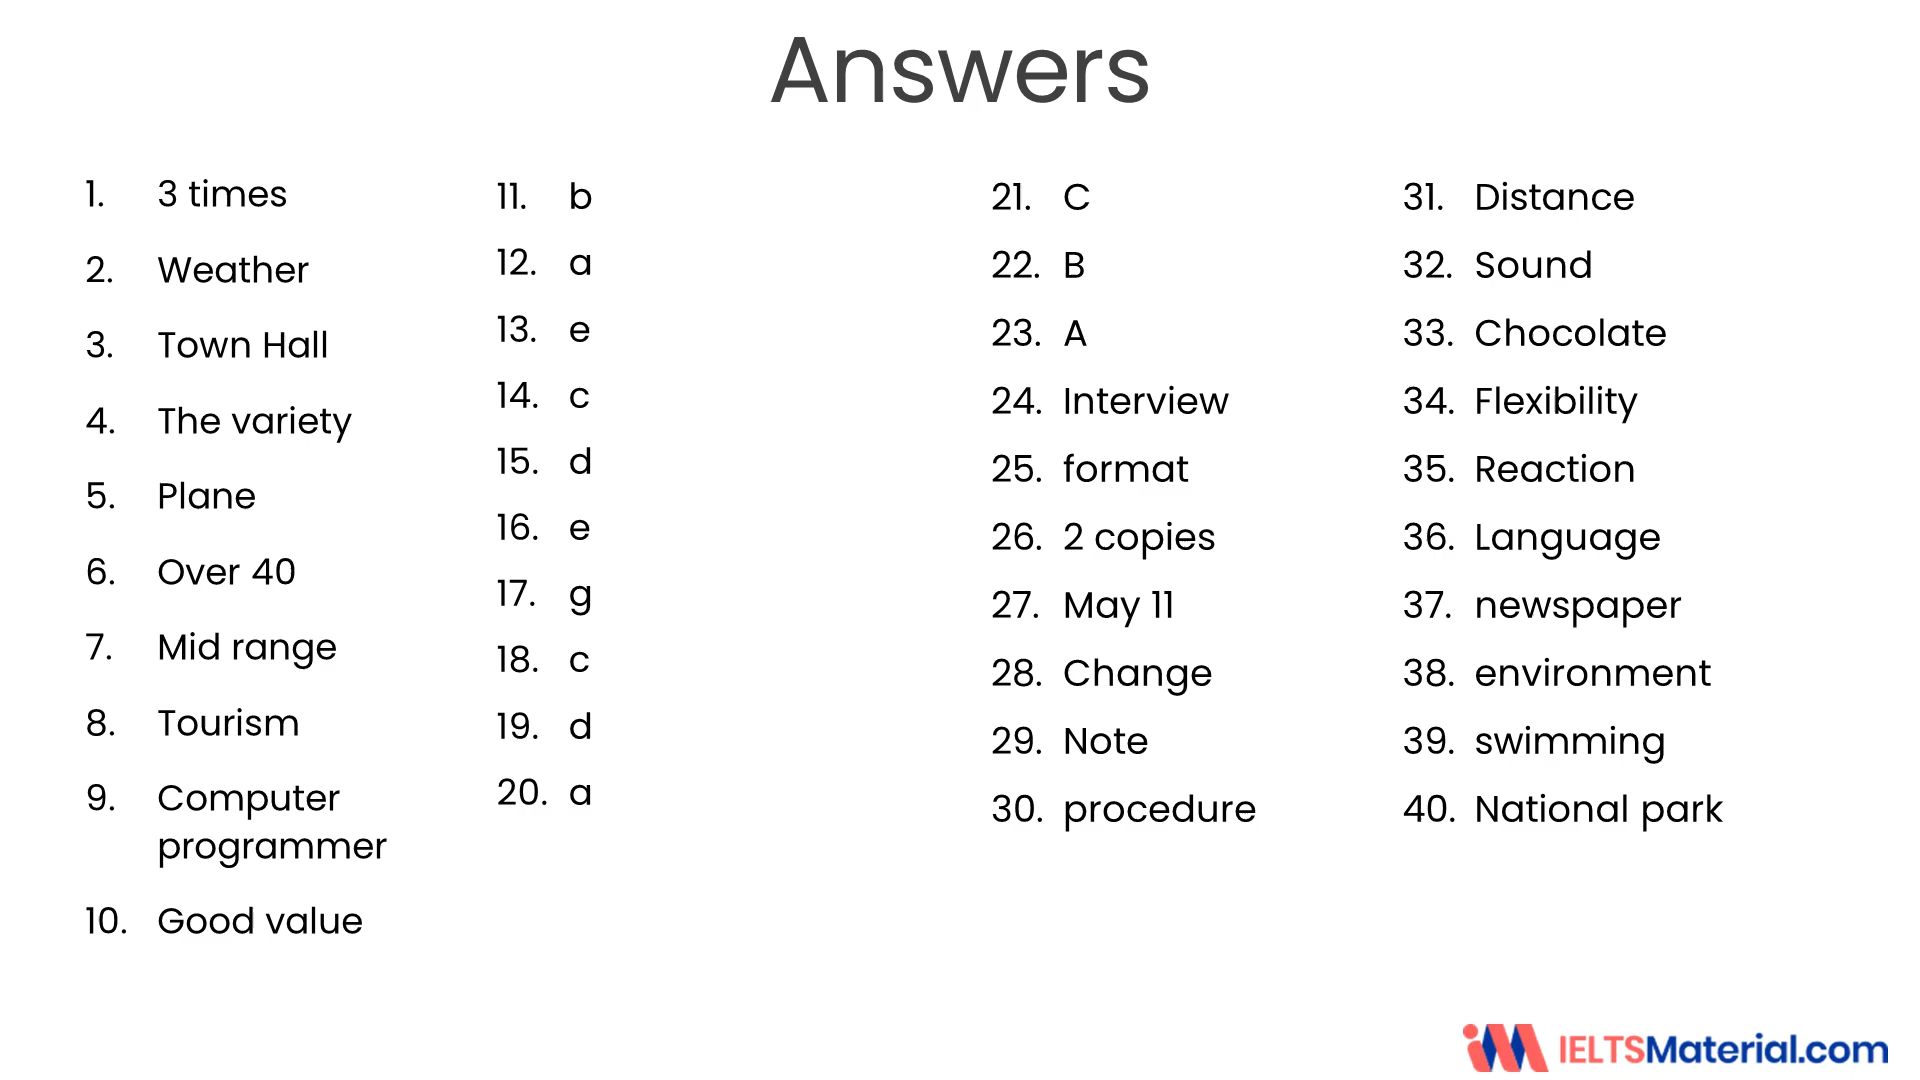 Answers
1. 3 times
2. Weather
3. Town Hall
4. The variety
5. Plane
6. Over 40
7. Mid range
8. Tourism
9. Computer
programmer
10. Good value
11. b
12. a
13. e
14. c
15. d
16. e
17. g
18. c
19. d
20. a
21. C
22. B
23. A
24. Interview
25. format
26. 2 copies
27. May 11
28. Change
29. Note
30. procedure
31. Distance
32. Sound
33. Chocolate
34. Flexibility
35. Reaction
36. Language
37. newspaper
38. environment
39. swimming
40. National park
iM IELTSMaterial.com